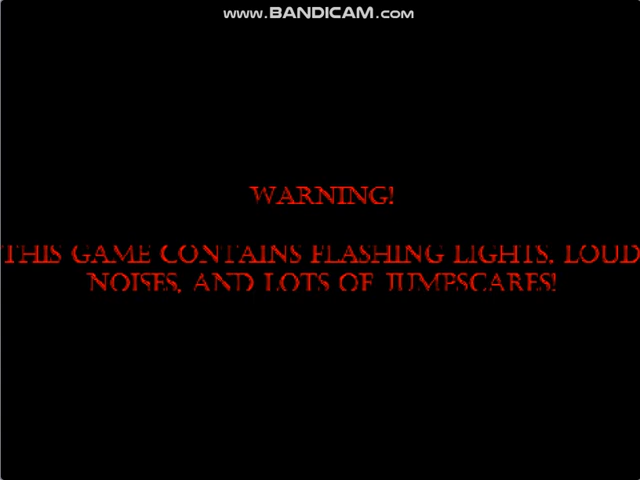 www.BANDICAM.com
WARNING!
THIS GAME CONTAINS FLASHING LIGHTS, LOUD
NOISES, AND LOTS OF JUMPSCARES!